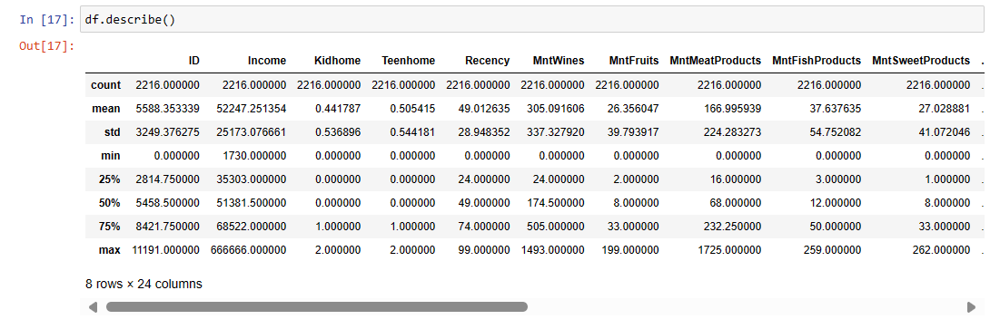 In [17]: df.describe()
Out[17]:
ID Income Kidhome Teenhome Recency MntWines MntFruits MntMeatProducts MntFishProducts MntSweetProducts .
count 2216.000000 2216.000000 2216.000000 2216.000000 2216.000000 2216.000000 2216.000000 2216.000000 2216.000000 2216.000000 .
mean 5588.353339 52247.251354 0.441787 0.505415 49.012635 305.091606 26.356047 166.995939 37.637635 27.028881 .
std 3249.376275 25173.076661 0.536896 0.544181 28.948352 337.327920 39.793917 224.283273 54.752082 41.072046 .
min 0.000000 1730.000000 0.000000 0.000000 0.000000 0.000000 0.000000 0.000000 0.000000 0.000000 .
25% 2814.750000 35303.000000 0.000000 0.000000 24.000000 24.000000 2.000000 16.000000 3.000000 1.000000 .
50% 5458.500000 51381.500000 0.000000 0.000000 49.000000 174.500000 8.000000 68.000000 12.000000 8.000000 .
75% 8421.750000 68522.000000 1.000000 1.000000 74.000000 505.000000 33.000000 232.250000 50.000000 33.000000 .
max 11191.000000 666666.000000 2.000000 2.000000 99.000000 1493.000000 199.000000 1725.000000 259.000000 262.000000 .
8 rows × 24 columns